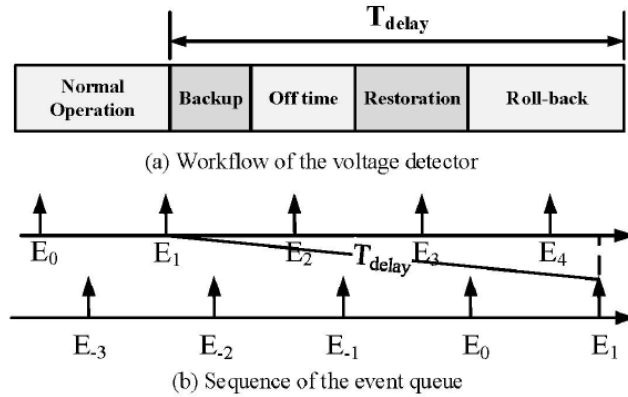 T_delay
Normal Operation Backup Off time Restoration Roll-back
(a) Workflow of the voltage detector
E_0 E_1 E_2 E_3 E_4
T_delay
E_-3 E_-2 E_-1 E_0 E_1
(b) Sequence of the event queue